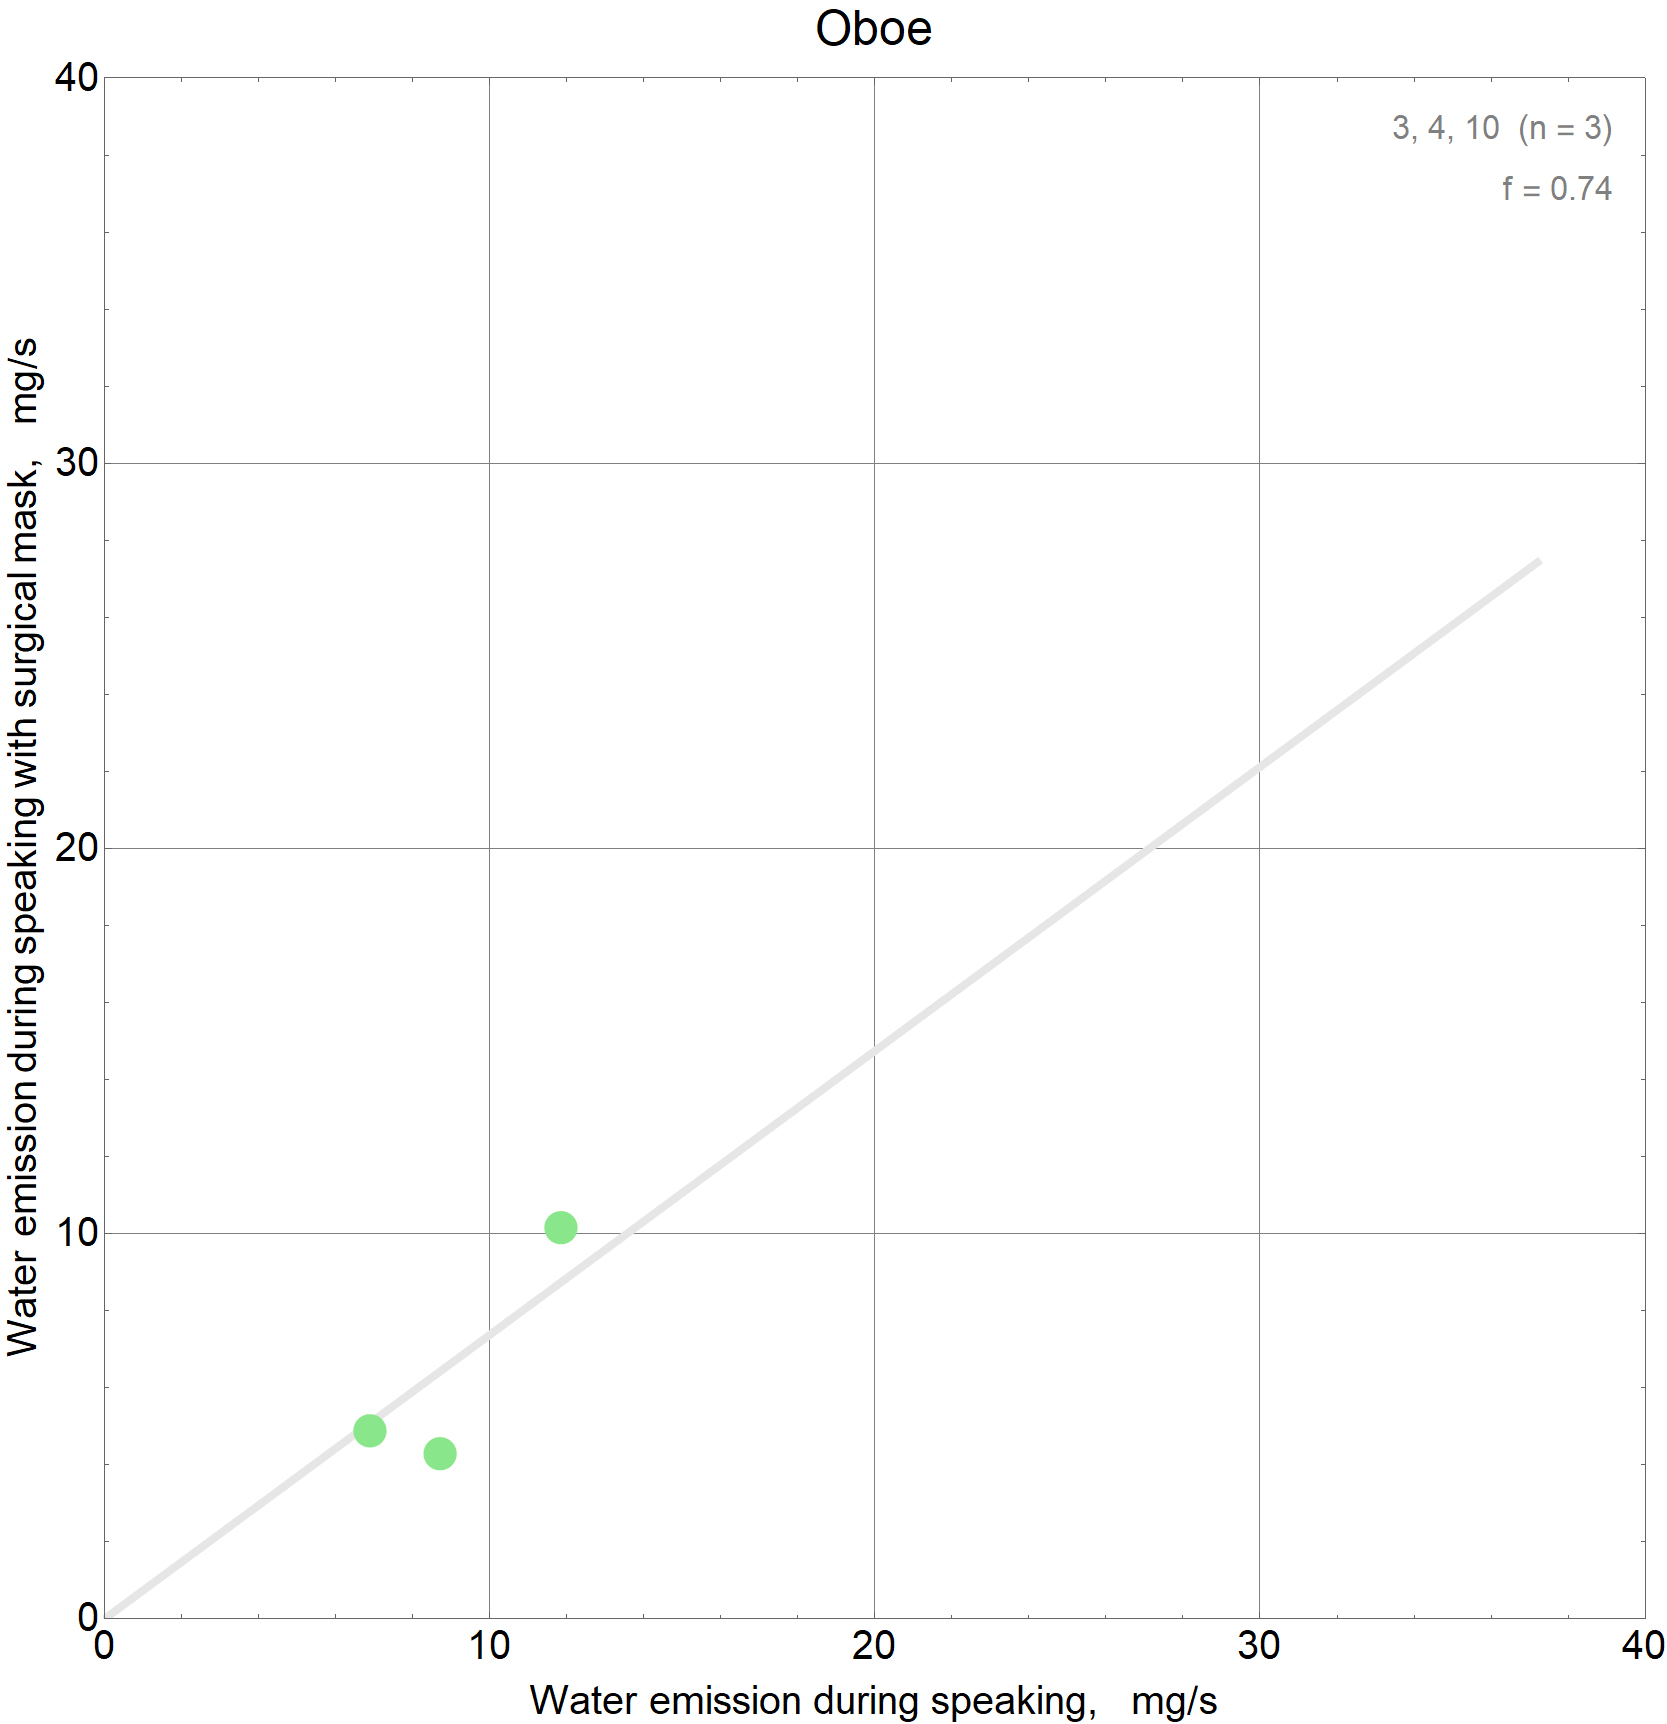 Oboe
40
3, 4, 10 (n = 3)
f = 0.74
30
20
10
0
Water emission during speaking with surgical mask, mg/s
0 10 20 30 40
Water emission during speaking, mg/s